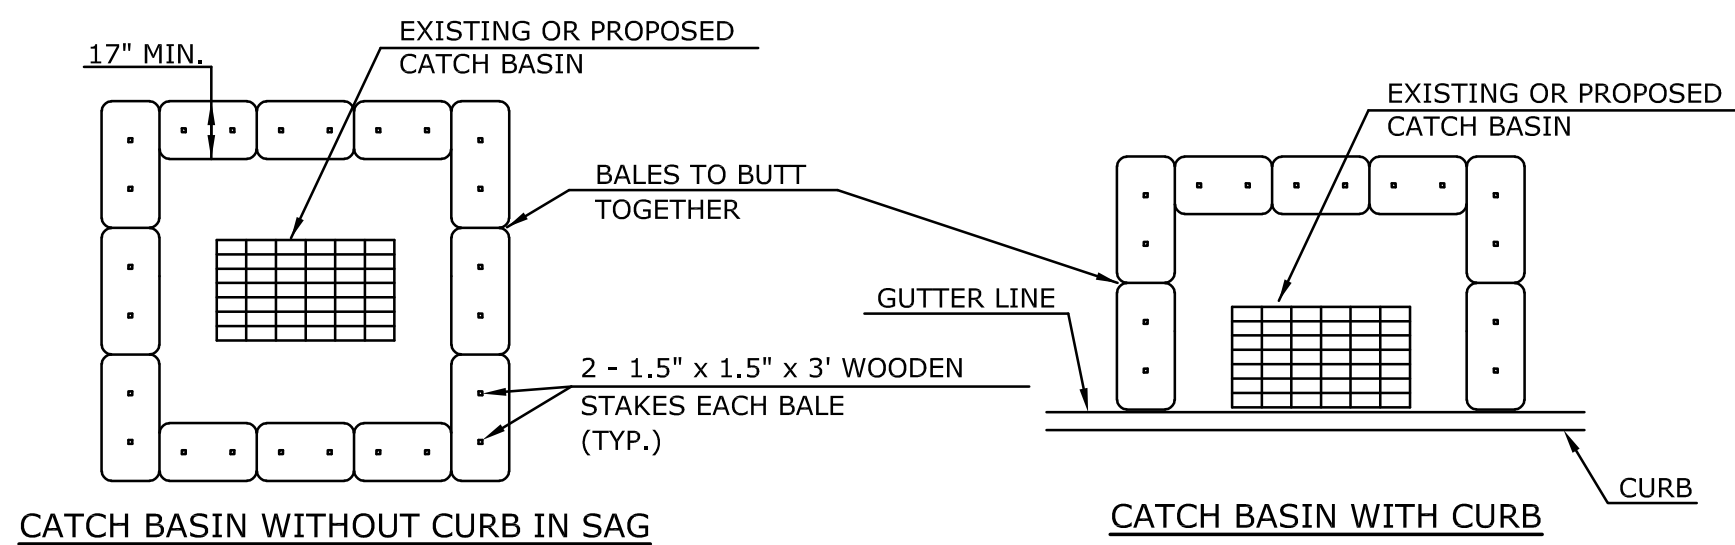 17" MIN.
EXISTING OR PROPOSED
CATCH BASIN
BALES TO BUTT
TOGETHER
2 - 1.5" x 1.5" x 3' WOODEN
STAKES EACH BALE
(TYP.)
CATCH BASIN WITHOUT CURB IN SAG
EXISTING OR PROPOSED
CATCH BASIN
GUTTER LINE
CURB
CATCH BASIN WITH CURB